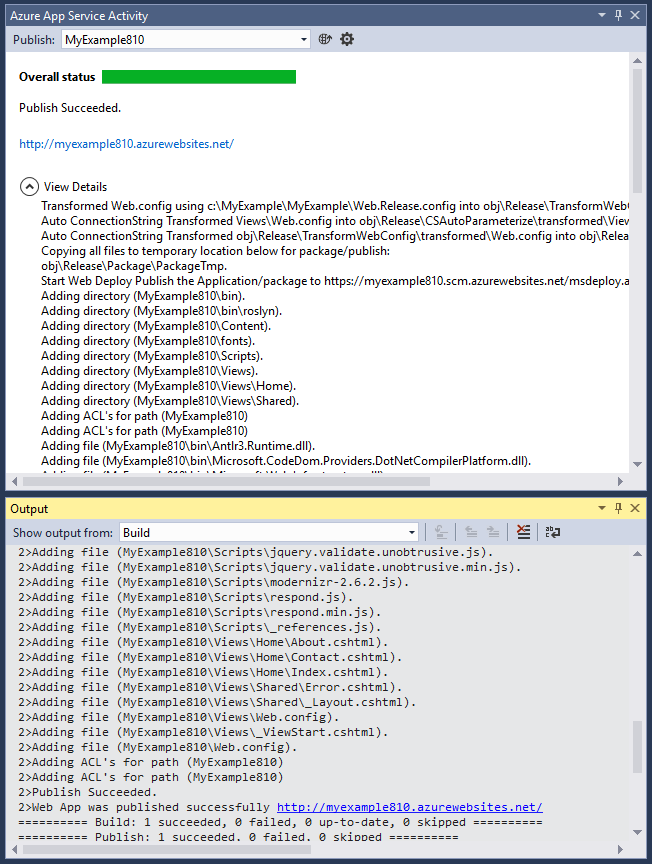 Azure App Service Activity
Publish: MyExample810
Overall status
Publish Succeeded.
http://myexample810.azurewebsites.net/
View Details
Transformed Web.config using c:\MyExample\MyExample\Web.Release.config into obj\Release\TransformWebC
Auto ConnectionString Transformed Views\Web.config into obj\Release\CSAutoParameterize\transformed\View
Auto ConnectionString Transformed obj\Release\TransformWebConfig\transformed\Web.config into obj\Relea
Copying all files to temporary location below for package/publish:
obj\Release\Package\PackageTmp.
Start Web Deploy Publish the Application/package to https://myexample810.scm.azurewebsites.net/msdeploy.a
Adding directory (MyExample810\bin).
Adding directory (MyExample810\bin\roslyn).
Adding directory (MyExample810\Content).
Adding directory (MyExample810\fonts).
Adding directory (MyExample810\Scripts).
Adding directory (MyExample810\Views).
Adding directory (MyExample810\Views\Home).
Adding directory (MyExample810\Views\Shared).
Adding ACL's for path (MyExample810)
Adding ACL's for path (MyExample810)
Adding file (MyExample810\bin\Antlr3.Runtime.dll).
Adding file (MyExample810\bin\Microsoft.CodeDom.Providers.DotNetCompilerPlatform.dll).
Output
Show output from: Build
2>Adding file (MyExample810\Scripts\jquery.validate.unobtrusive.js).
2>Adding file (MyExample810\Scripts\jquery.validate.unobtrusive.min.js).
2>Adding file (MyExample810\Scripts\modernizr-2.6.2.js).
2>Adding file (MyExample810\Scripts\respond.js).
2>Adding file (MyExample810\Scripts\respond.min.js).
2>Adding file (MyExample810\Scripts\_references.js).
2>Adding file (MyExample810\Views\Home\About.cshtml).
2>Adding file (MyExample810\Views\Home\Contact.cshtml).
2>Adding file (MyExample810\Views\Home\Index.cshtml).
2>Adding file (MyExample810\Views\Shared\Error.cshtml).
2>Adding file (MyExample810\Views\Shared\_Layout.cshtml).
2>Adding file (MyExample810\Views\Web.config).
2>Adding file (MyExample810\Views\_ViewStart.cshtml).
2>Adding file (MyExample810\Web.config).
2>Adding ACL's for path (MyExample810)
2>Adding ACL's for path (MyExample810)
2>Publish Succeeded.
2>Web App was published successfully http://myexample810.azurewebsites.net/
========== Build: 1 succeeded, 0 failed, 0 up-to-date, 0 skipped ==========
========== Publish: 1 succeeded, 0 failed, 0 skipped ==========